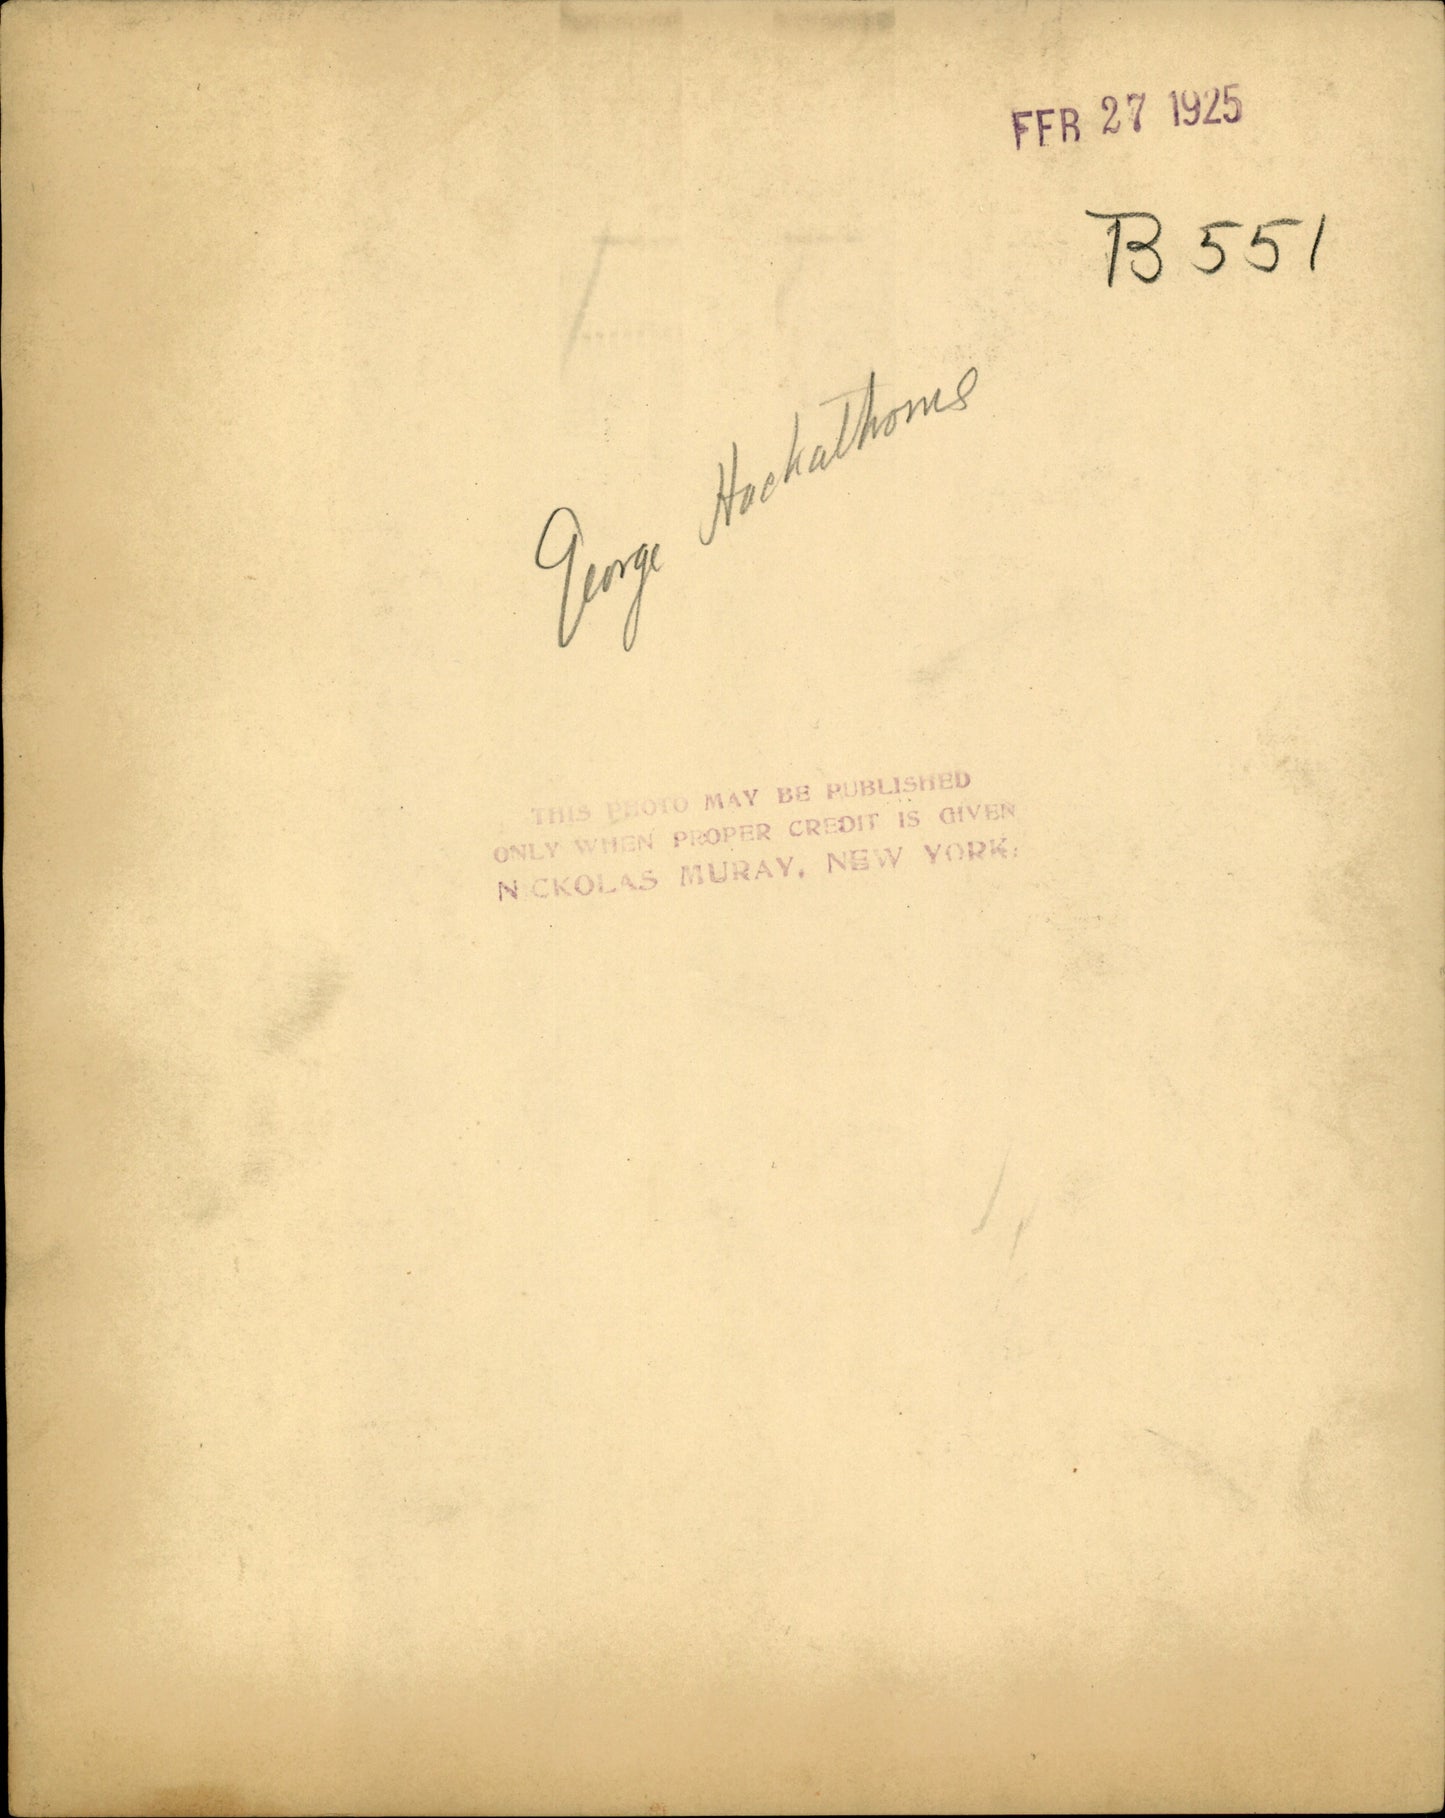 FEB 27 1925
B 551
George Hackathorne
THIS PHOTO MAY BE PUBLISHED
ONLY WHEN PROPER CREDIT IS GIVEN
NICKOLAS MURAY, NEW YORK.